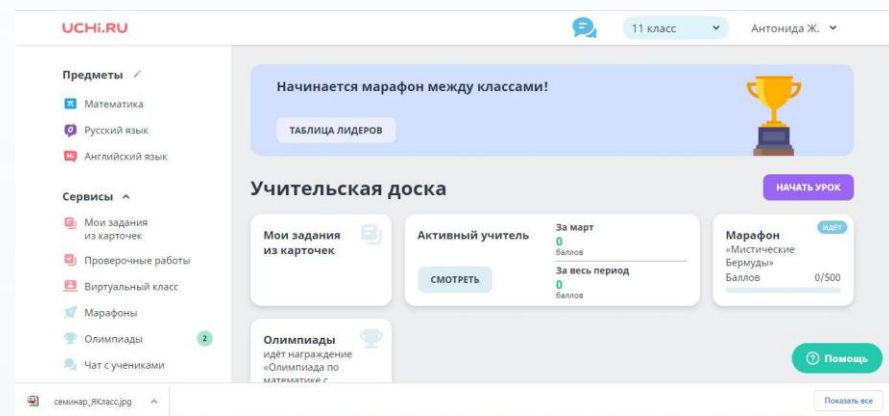 UCHi.RU
11 класс
Антонида Ж.
Предметы
Математика
Русский язык
Английский язык
Сервисы
Мои задания
из карточек
Проверочные работы
Виртуальный класс
Марафоны
Олимпиады 2
Чат с учениками
Начинается марафон между классами!
ТАБЛИЦА ЛИДЕРОВ
Учительская доска
НАЧАТЬ УРОК
Мои задания
из карточек
Активный учитель
СМОТРЕТЬ
За март
0
баллов
За весь период
0
баллов
ИДЁТ
Марафон
«Мистические
Бермуды»
Баллов 0/500
Олимпиады
идёт награждение
«Олимпиада по
математике с
Помощь
семинар_ЯКласс.jpg
Показать все